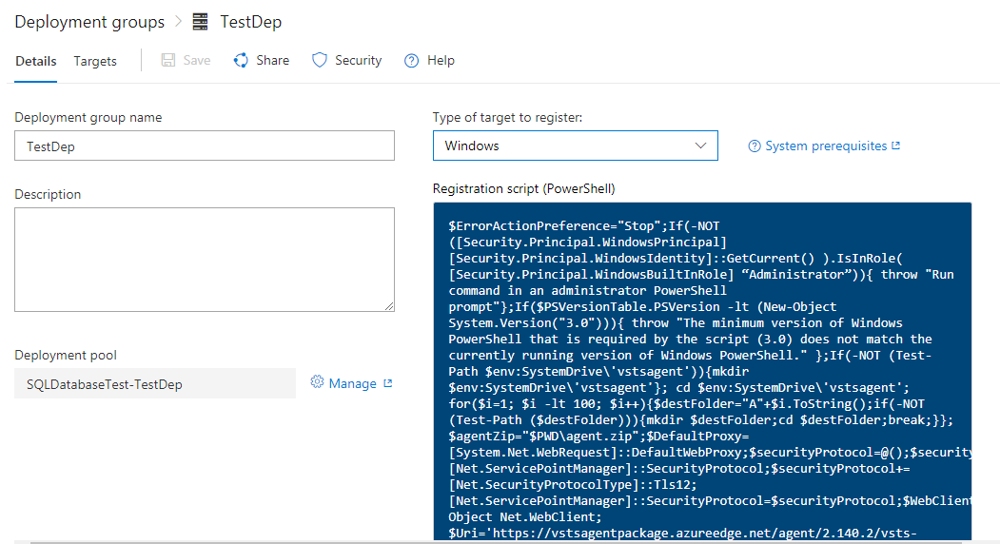 Deployment groups > TestDep
Details Targets Save Share Security Help
Deployment group name
TestDep
Description
Deployment pool
SQLDatabaseTest-TestDep
Manage
Type of target to register:
Windows
System prerequisites
Registration script (PowerShell)
$ErrorActionPreference="Stop";If(-NOT
([Security.Principal.WindowsPrincipal]
[Security.Principal.WindowsIdentity]::GetCurrent() ).IsInRole(
[Security.Principal.WindowsBuiltInRole] “Administrator”)){ throw "Run
command in an administrator PowerShell
prompt"};If($PSVersionTable.PSVersion -lt (New-Object
System.Version("3.0"))){ throw "The minimum version of Windows
PowerShell that is required by the script (3.0) does not match the
currently running version of Windows PowerShell." };If(-NOT (Test-
Path $env:SystemDrive\'vstsagent')){mkdir
$env:SystemDrive\'vstsagent'}; cd $env:SystemDrive\'vstsagent';
for($i=1; $i -lt 100; $i++){$destFolder="A"+$i.ToString();if(-NOT
(Test-Path ($destFolder))){mkdir $destFolder;cd $destFolder;break;}};
$agentZip="$PWD\agent.zip";$DefaultProxy=
[System.Net.WebRequest]::DefaultWebProxy;$securityProtocol=@();$security
[Net.ServicePointManager]::SecurityProtocol;$securityProtocol+=
[Net.SecurityProtocolType]::Tls12;
[Net.ServicePointManager]::SecurityProtocol=$securityProtocol;$WebClient
Object Net.WebClient;
$Uri='https://vstsagentpackage.azureedge.net/agent/2.140.2/vsts-